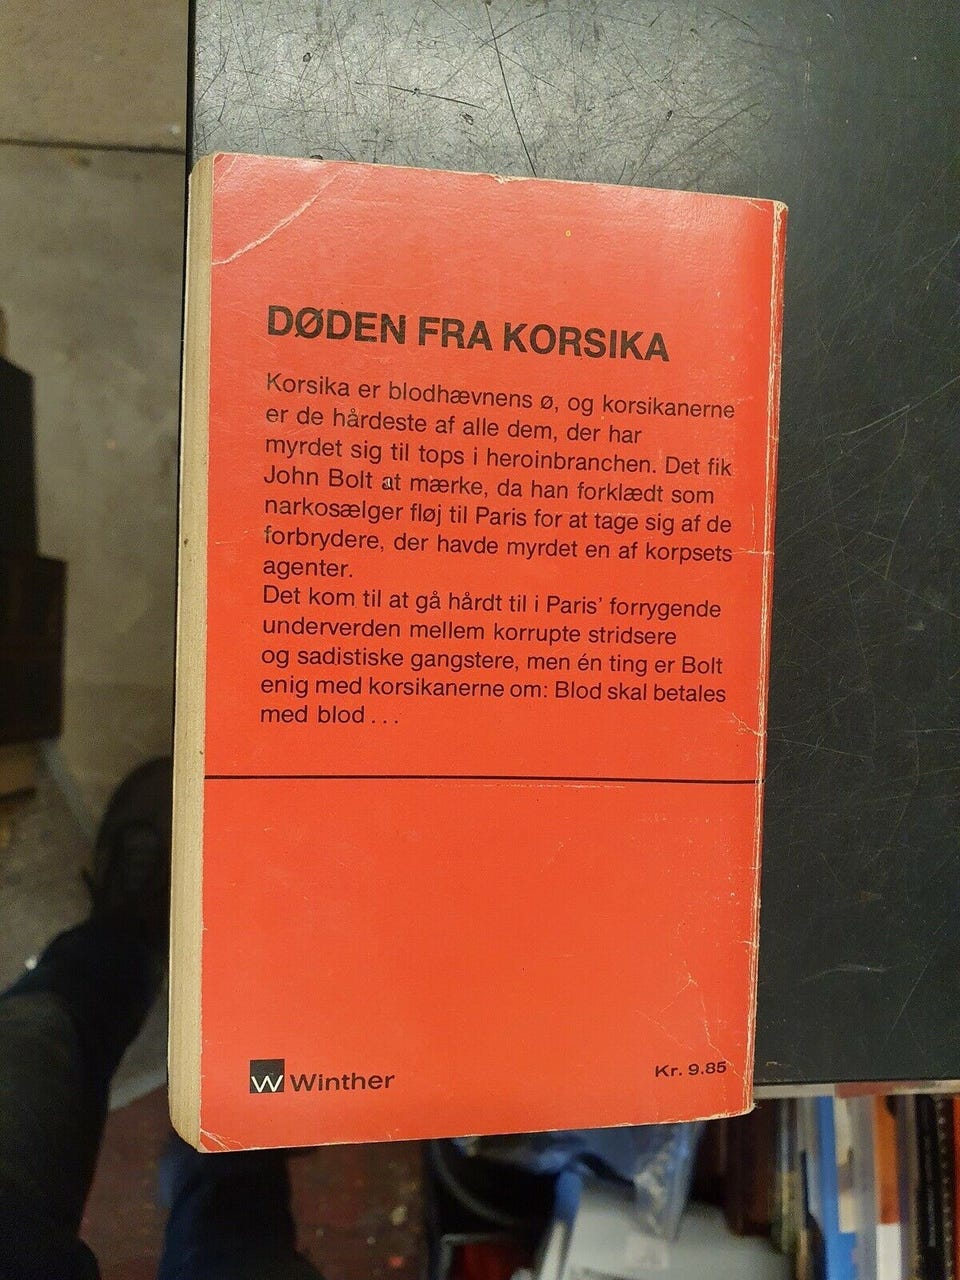 DØDEN FRA KORSIKA
Korsika er blodhævnens ø, og korsikanerne
er de hårdeste af alle dem, der har
myrdet sig til tops i heroinbranchen. Det fik
John Bolt at mærke, da han forklædt som
narkosælger fløj til Paris for at tage sig af de
forbrydere, der havde myrdet en af korpsets
agenter.
Det kom til at gå hårdt til i Paris' forrygende
underverden mellem korrupte stridsere
og sadistiske gangstere, men én ting er Bolt
enig med korsikanerne om: Blod skal betales
med blod . . .
W Winther
Kr. 9.85